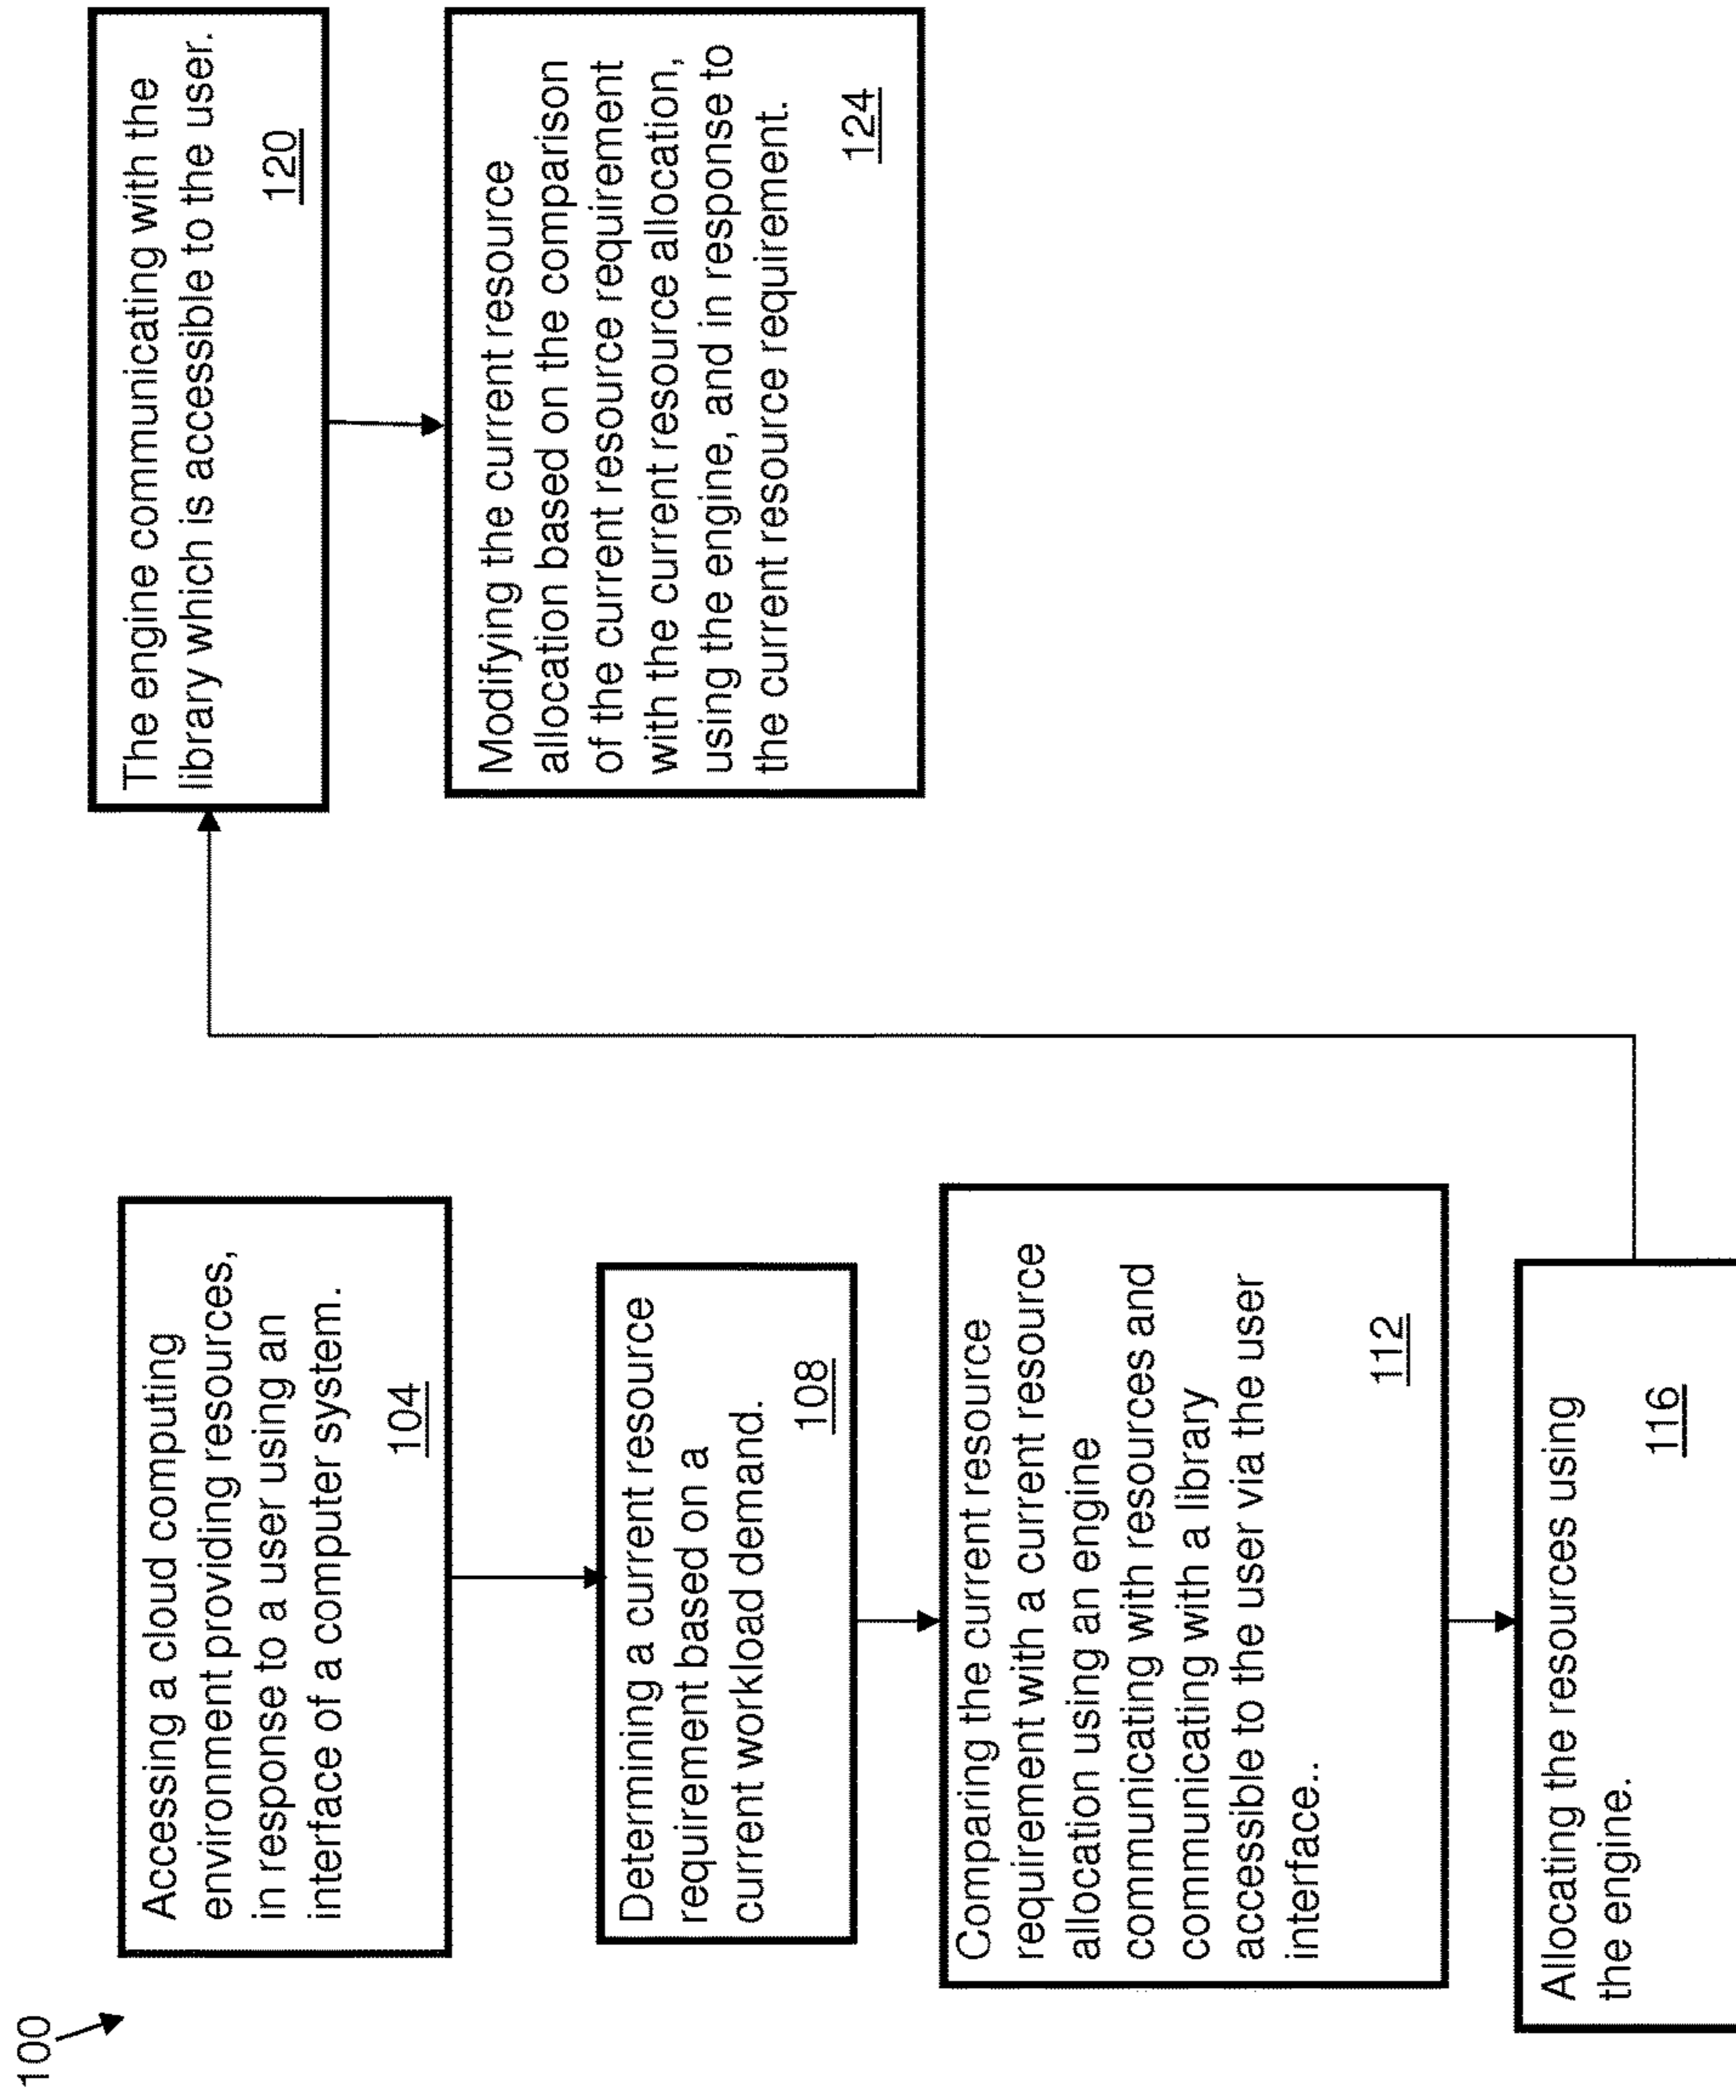 100
Accessing a cloud computing
environment providing resources,
in response to a user using an
interface of a computer system.
104
Determining a current resource
requirement based on a
current workload demand.
108
Comparing the current resource
requirement with a current resource
allocation using an engine
communicating with resources and
communicating with a library
accessible to the user via the user
interface..
112
Allocating the resources using
the engine.
116
The engine communicating with the
library which is accessible to the user.
120
Modifying the current resource
allocation based on the comparison
of the current resource requirement
with the current resource allocation,
using the engine, and in response to
the current resource requirement.
124